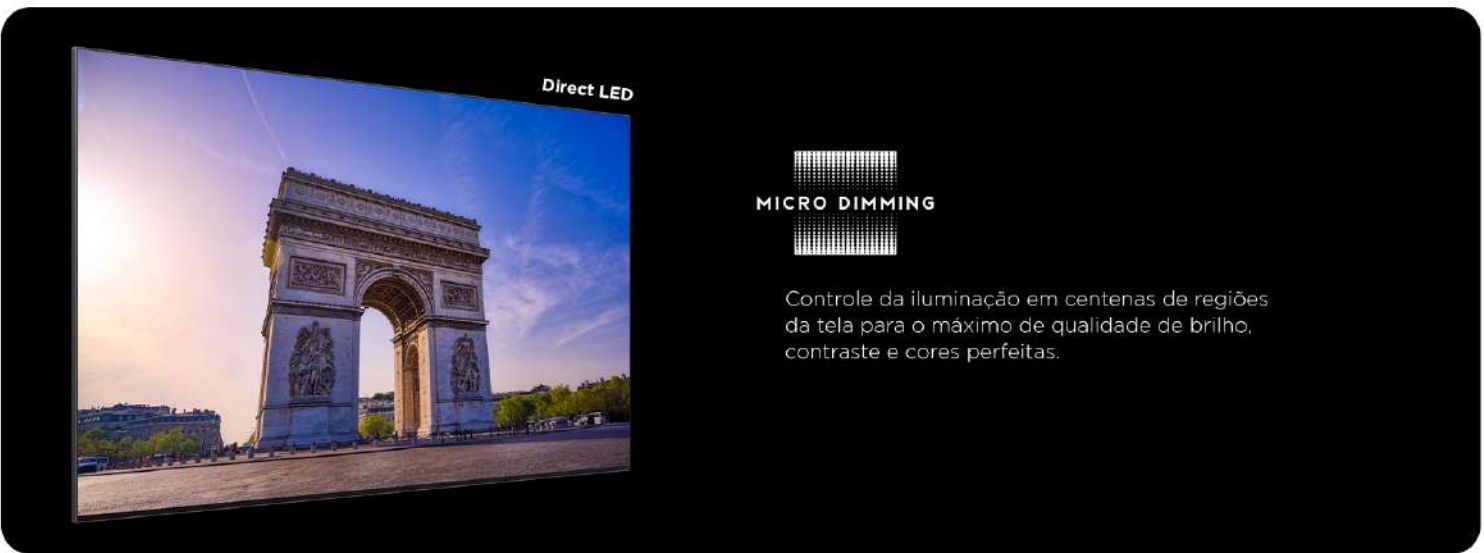 Direct LED
MICRO DIMMING
Controle da iluminação em centenas de regiões
da tela para o máximo de qualidade de brilho,
contraste e cores perfeitas.